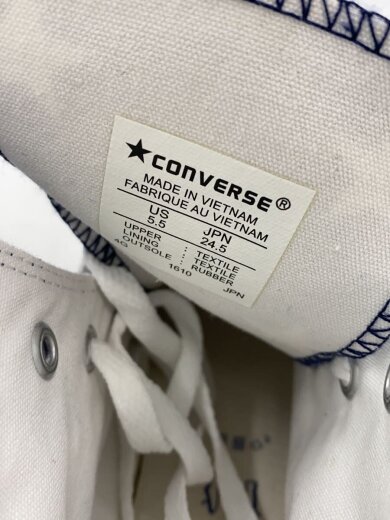 ★CONVERSE®
MADE IN VIETNAM
FABRIQUE AU VIETNAM
US JPN
5.5 24.5
UPPER : TEXTILE
LINING : TEXTILE
OUTSOLE : RUBBER
4G 1610 JPN